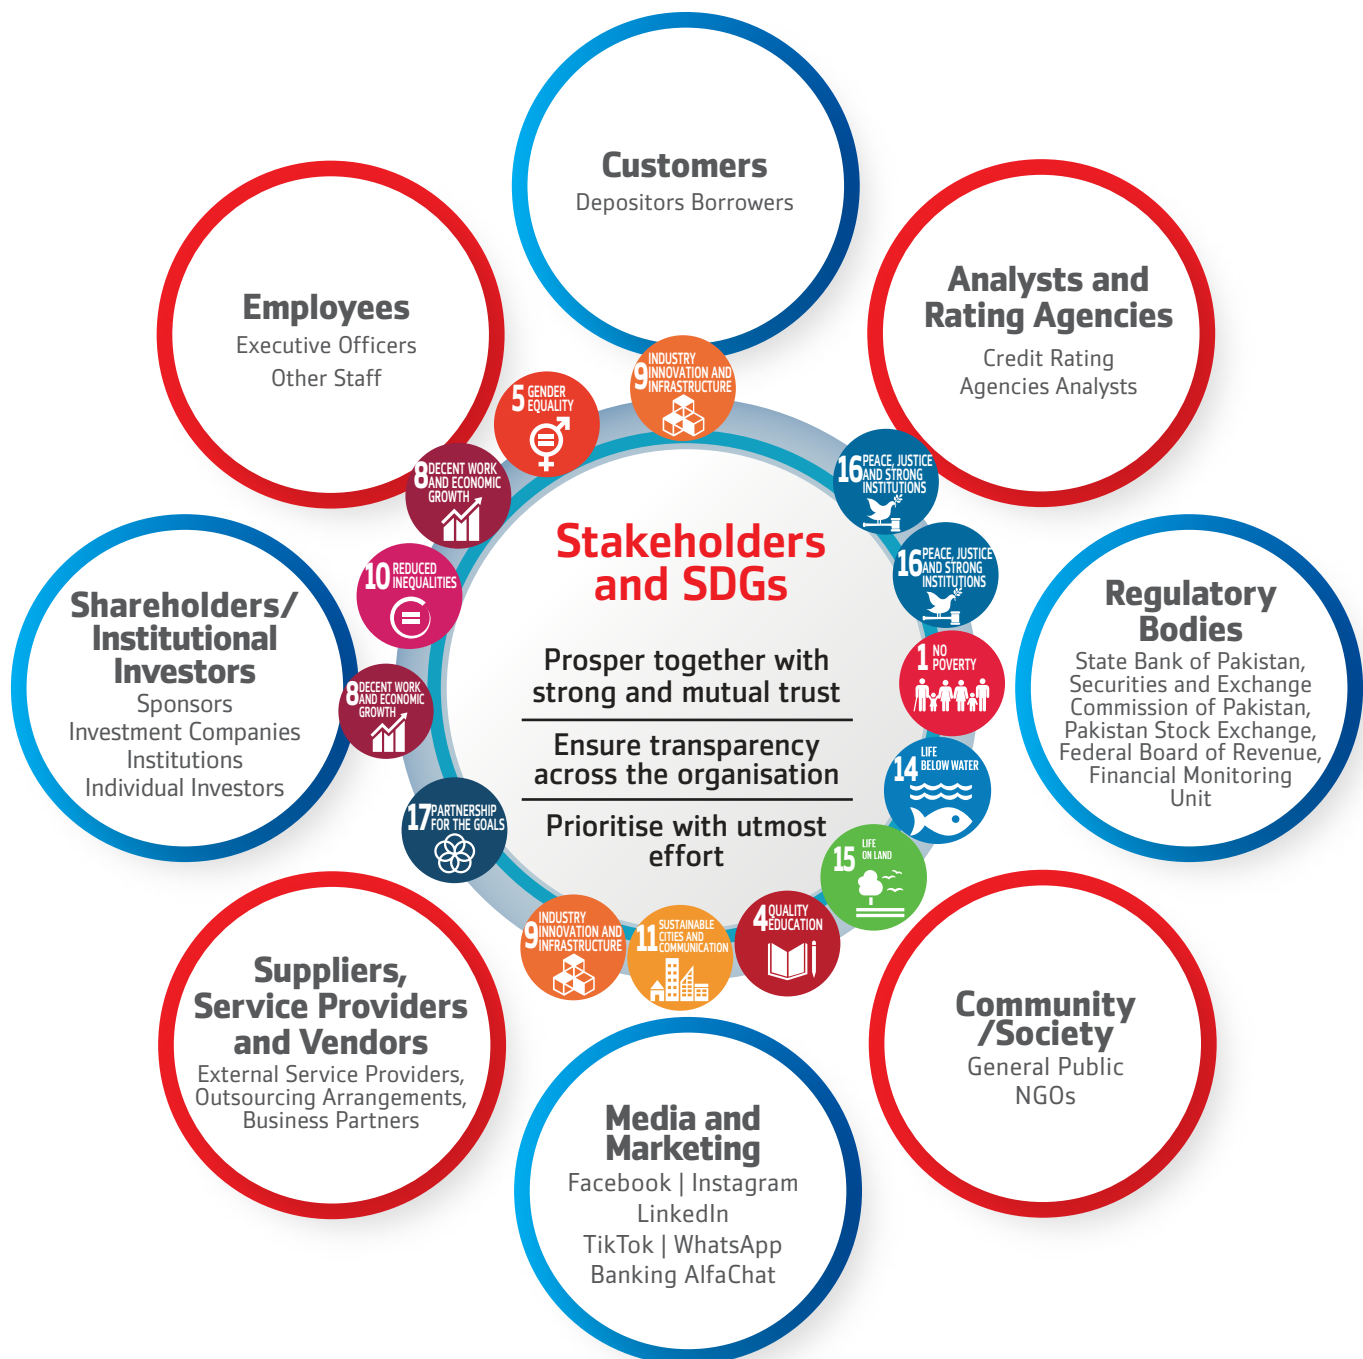 Customers
Depositors Borrowers
Analysts and
Rating Agencies
Credit Rating
Agencies Analysts
Employees
Executive Officers
Other Staff
9 INDUSTRY
INNOVATION AND
INFRASTRUCTURE
5 GENDER
EQUALITY
8 DECENT WORK
AND ECONOMIC
GROWTH
16 PEACE, JUSTICE
AND STRONG
INSTITUTIONS
16 PEACE, JUSTICE
AND STRONG
INSTITUTIONS
10 REDUCED
INEQUALITIES
Stakeholders
and SDGs
Prosper together with
strong and mutual trust
Ensure transparency
across the organisation
Prioritise with utmost
effort
Shareholders/
Institutional
Investors
Sponsors
Investment Companies
Institutions
Individual Investors
Regulatory
Bodies
State Bank of Pakistan,
Securities and Exchange
Commission of Pakistan,
Pakistan Stock Exchange,
Federal Board of Revenue,
Financial Monitoring
Unit
1 NO
POVERTY
8 DECENT WORK
AND ECONOMIC
GROWTH
14 LIFE
BELOW WATER
17 PARTNERSHIP
FOR THE GOALS
15 LIFE
ON LAND
9 INDUSTRY
INNOVATION AND
INFRASTRUCTURE
11 SUSTAINABLE
CITIES AND
COMMUNICATION
4 QUALITY
EDUCATION
Suppliers,
Service Providers
and Vendors
External Service Providers,
Outsourcing Arrangements,
Business Partners
Community
/Society
General Public
NGOs
Media and
Marketing
Facebook | Instagram
LinkedIn
TikTok | WhatsApp
Banking AlfaChat